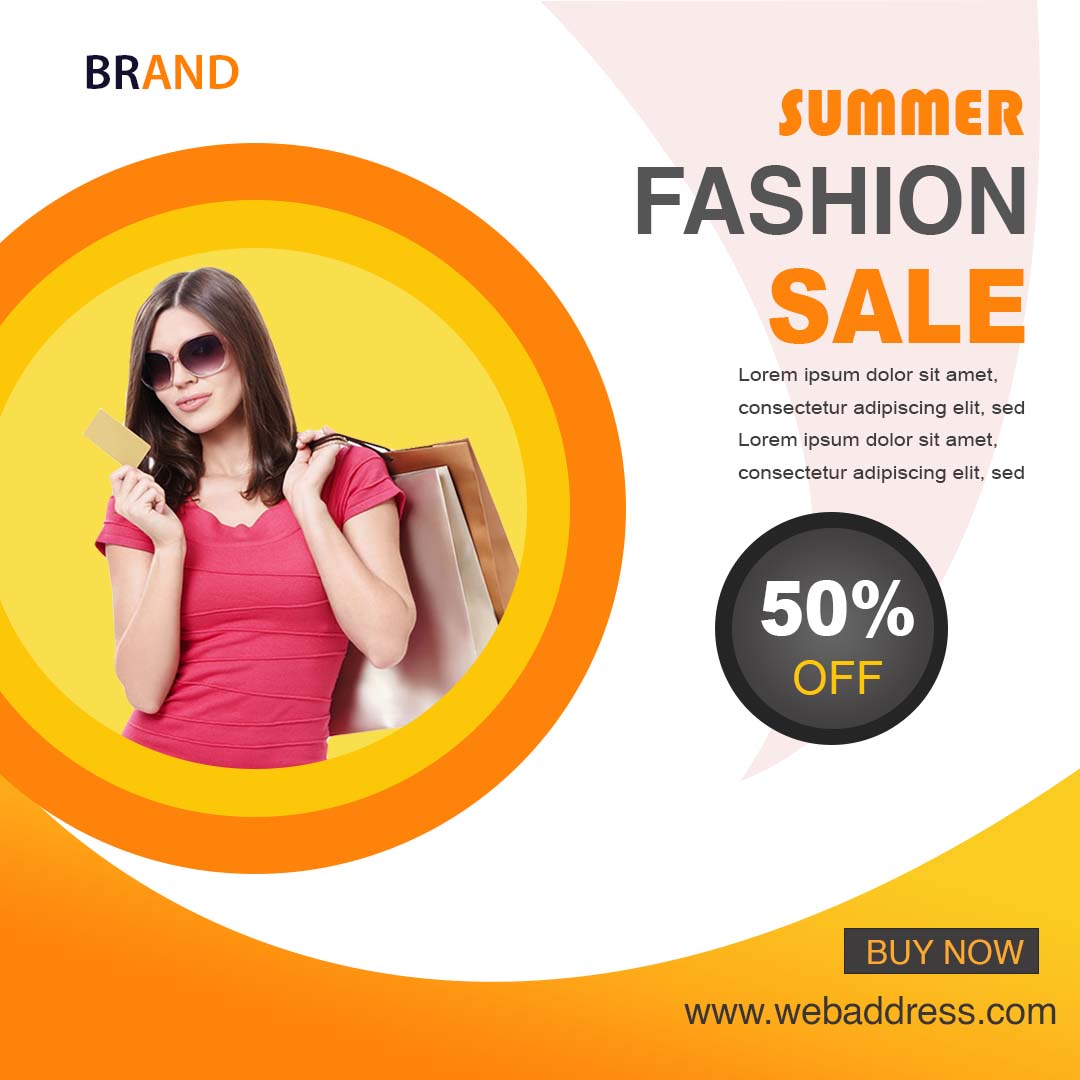 BRAND
SUMMER
FASHION
SALE
Lorem ipsum dolor sit amet,
consectetur adipiscing elit, sed
Lorem ipsum dolor sit amet,
consectetur adipiscing elit, sed
50%
OFF
BUY NOW
www.webaddress.com